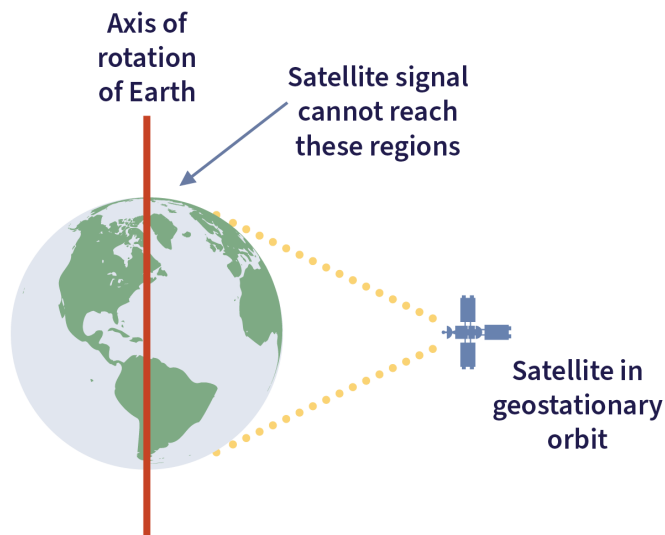 Axis of
rotation
of Earth
Satellite signal
cannot reach
these regions
Satellite in
geostationary
orbit